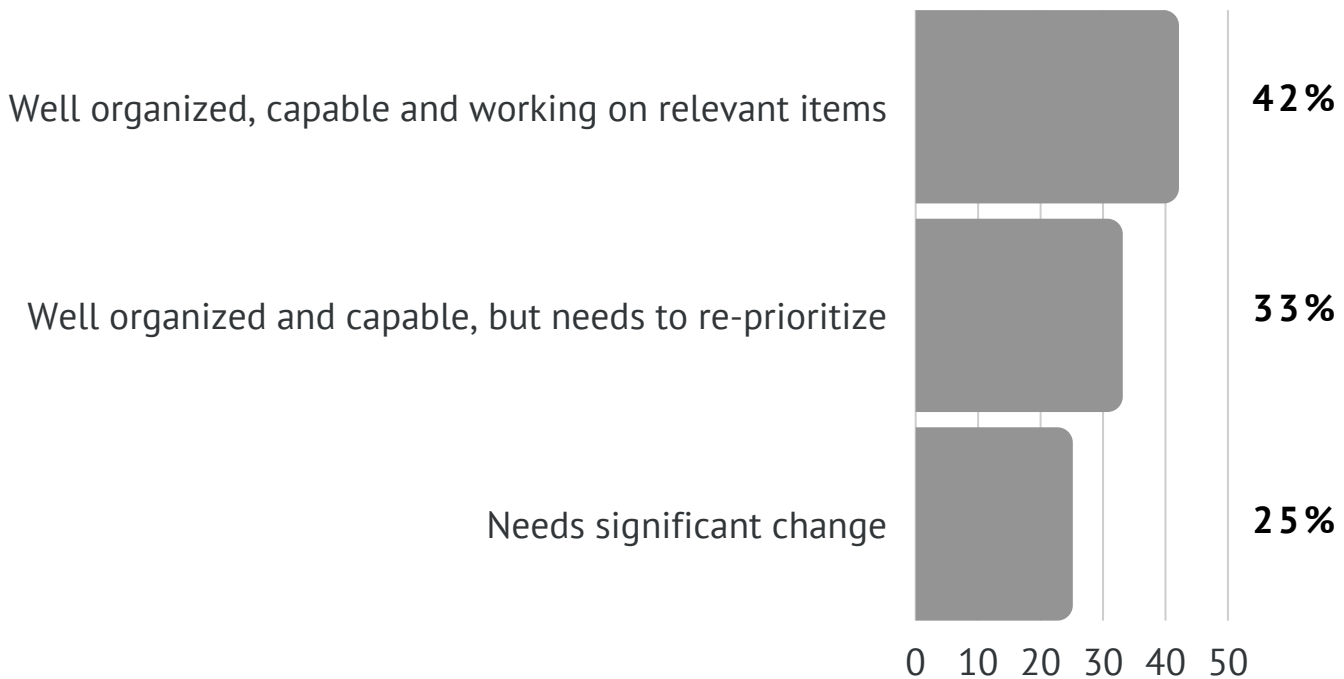 Well organized, capable and working on relevant items
42%
Well organized and capable, but needs to re-prioritize
33%
Needs significant change
25%
0 10 20 30 40 50